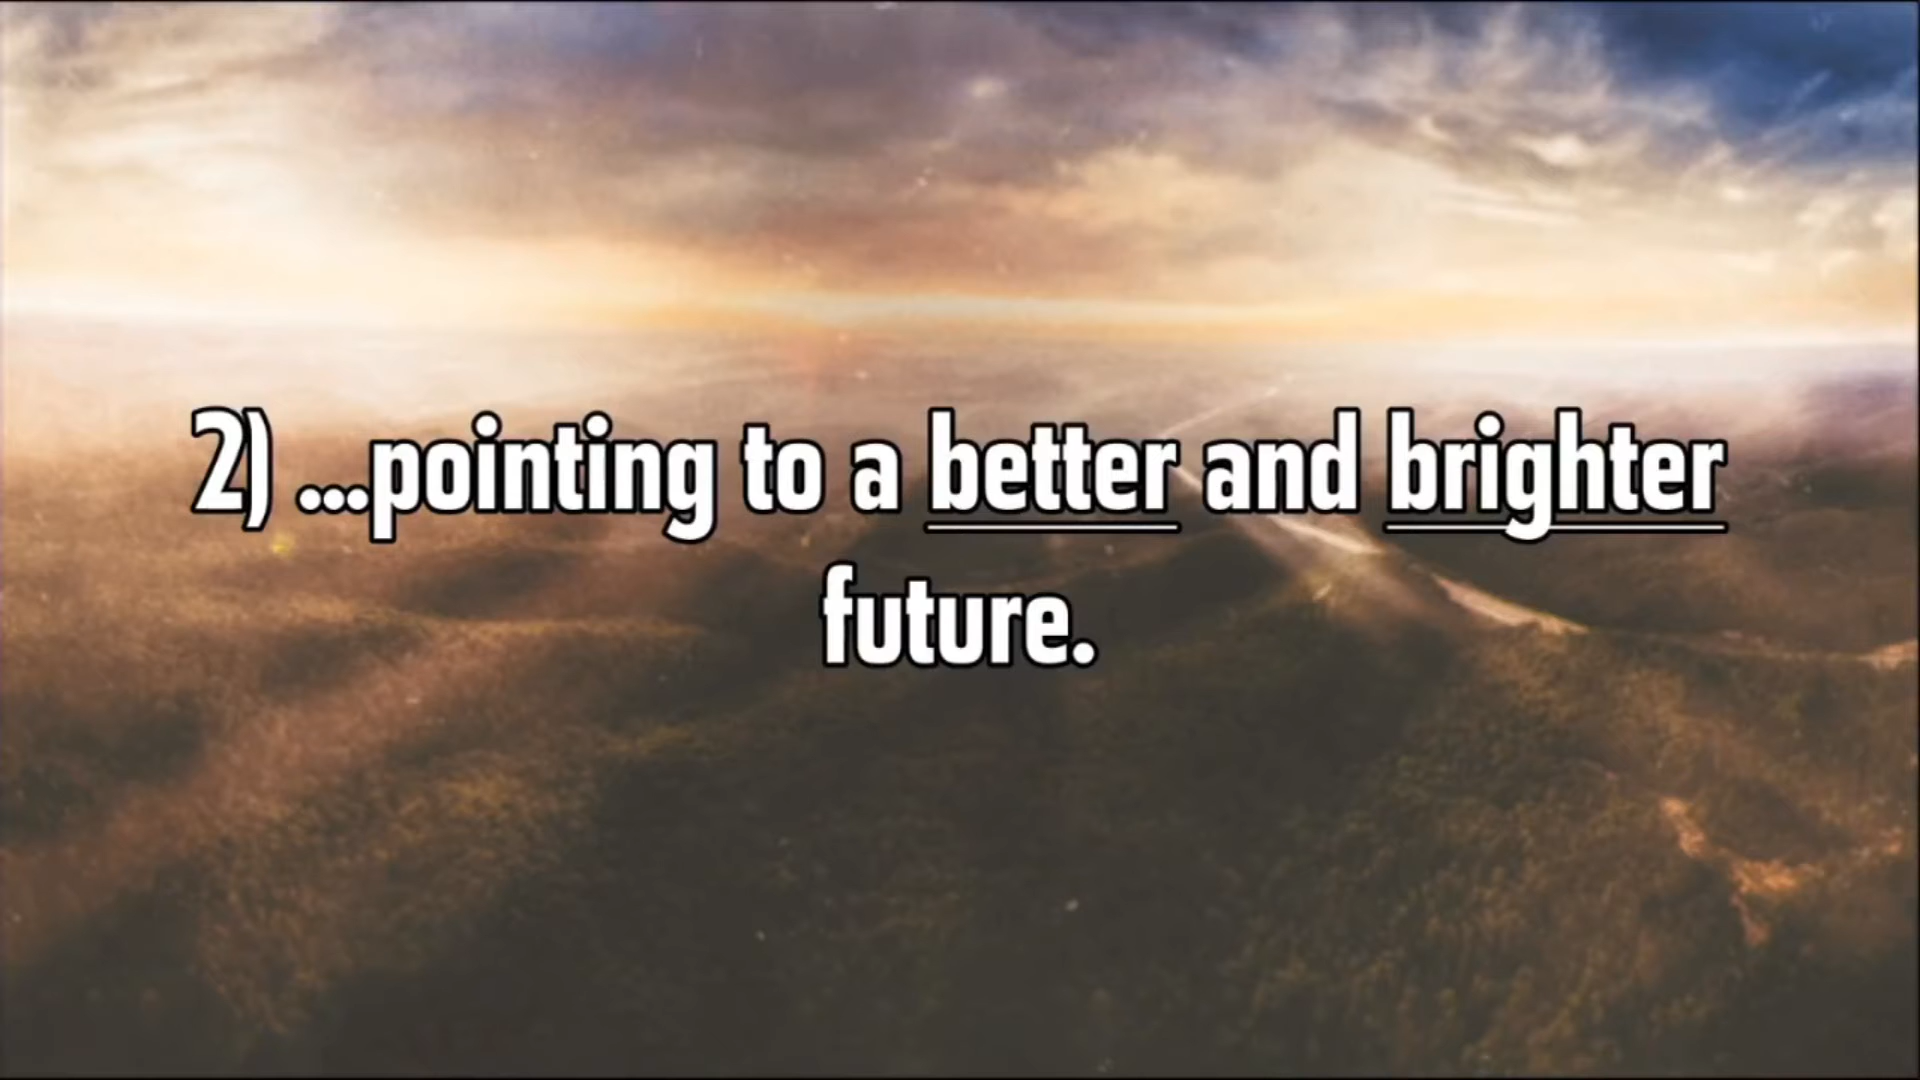 2) ...pointing to a better and brighter
future.